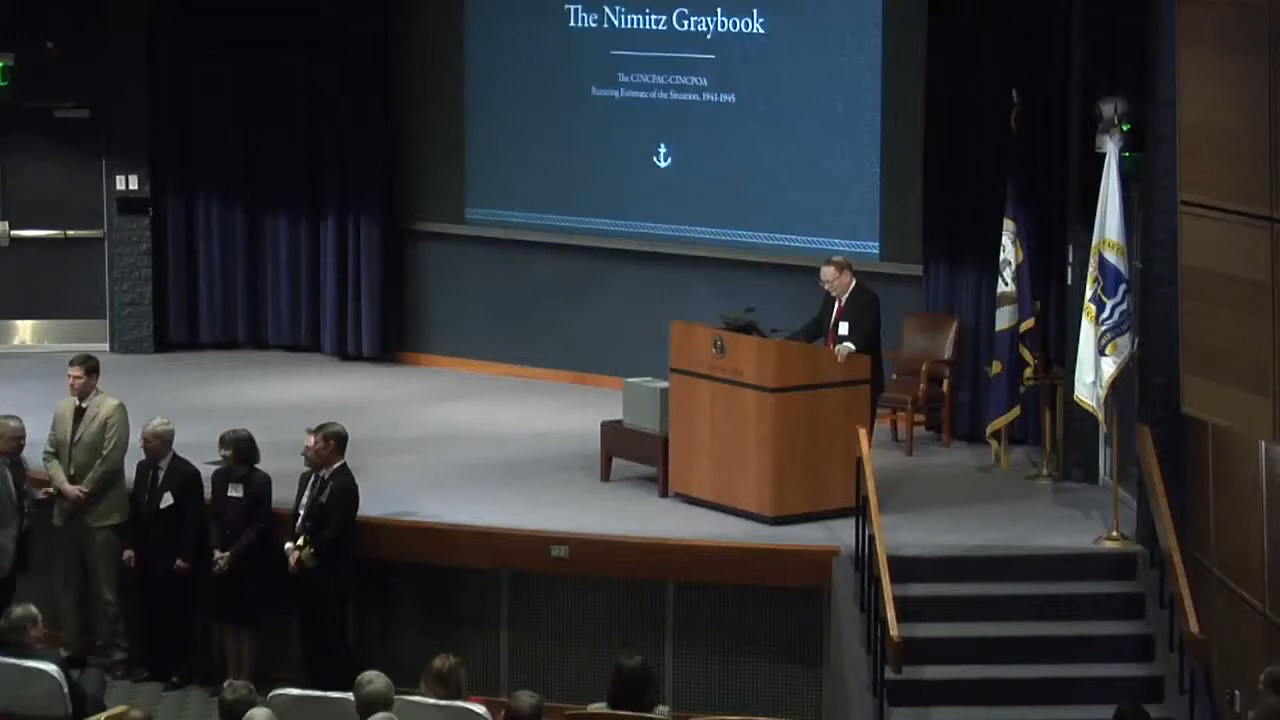 The Nimitz Graybook
The CINCPAC-CINCPOA
Running Estimate of the Situation, 1941-1945